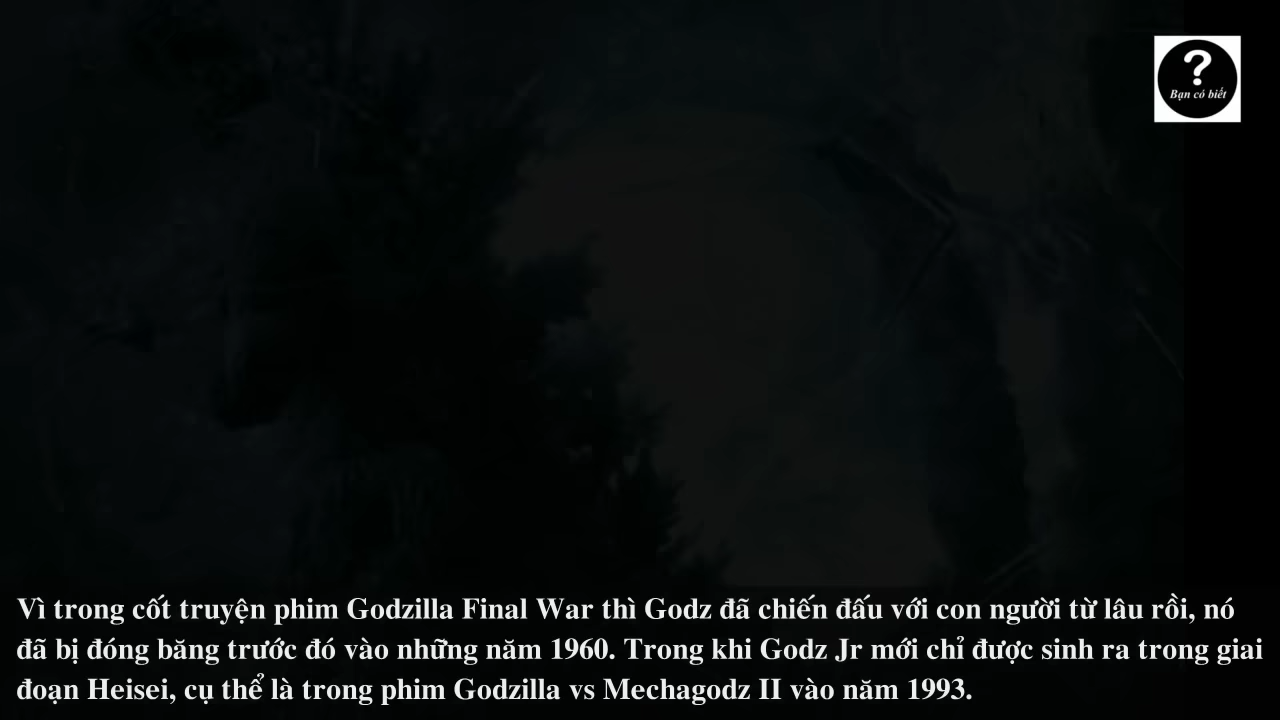 ?
Bạn có biết
Vì trong cốt truyện phim Godzilla Final War thì Godz đã chiến đấu với con người từ lâu rồi, nó
đã bị đóng băng trước đó vào những năm 1960. Trong khi Godz Jr mới chỉ được sinh ra trong giai
đoạn Heisei, cụ thể là trong phim Godzilla vs Mechagodz II vào năm 1993.